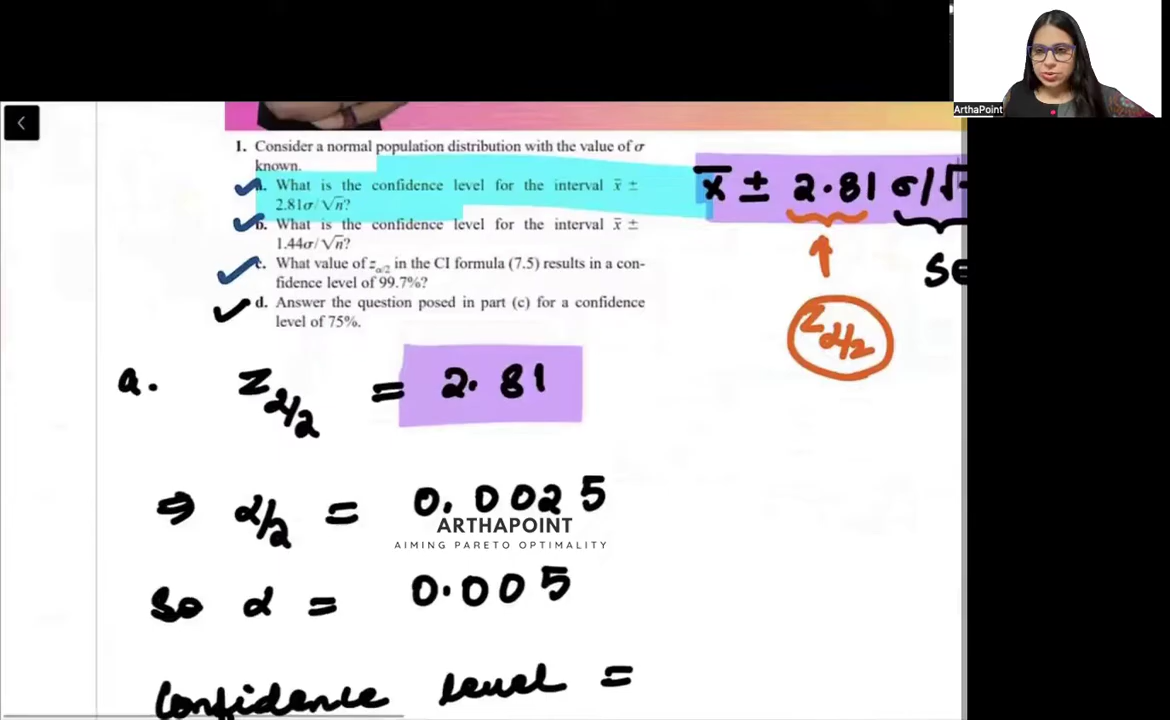 ArthaPoint
1. Consider a normal population distribution with the value of σ
known.
a. What is the confidence level for the interval x̄ ±
2.81σ/√n?
b. What is the confidence level for the interval x̄ ±
1.44σ/√n?
c. What value of z_α/2 in the CI formula (7.5) results in a con-
fidence level of 99.7%?
d. Answer the question posed in part (c) for a confidence
level of 75%.
x̄ ± 2.81 σ/√
se
z_α/2
a. z_α/2 = 2.81
⇒ α/2 = 0.0025
ARTHAPOINT
AIMING PARETO OPTIMALITY
So α = 0.005
Confidence level =